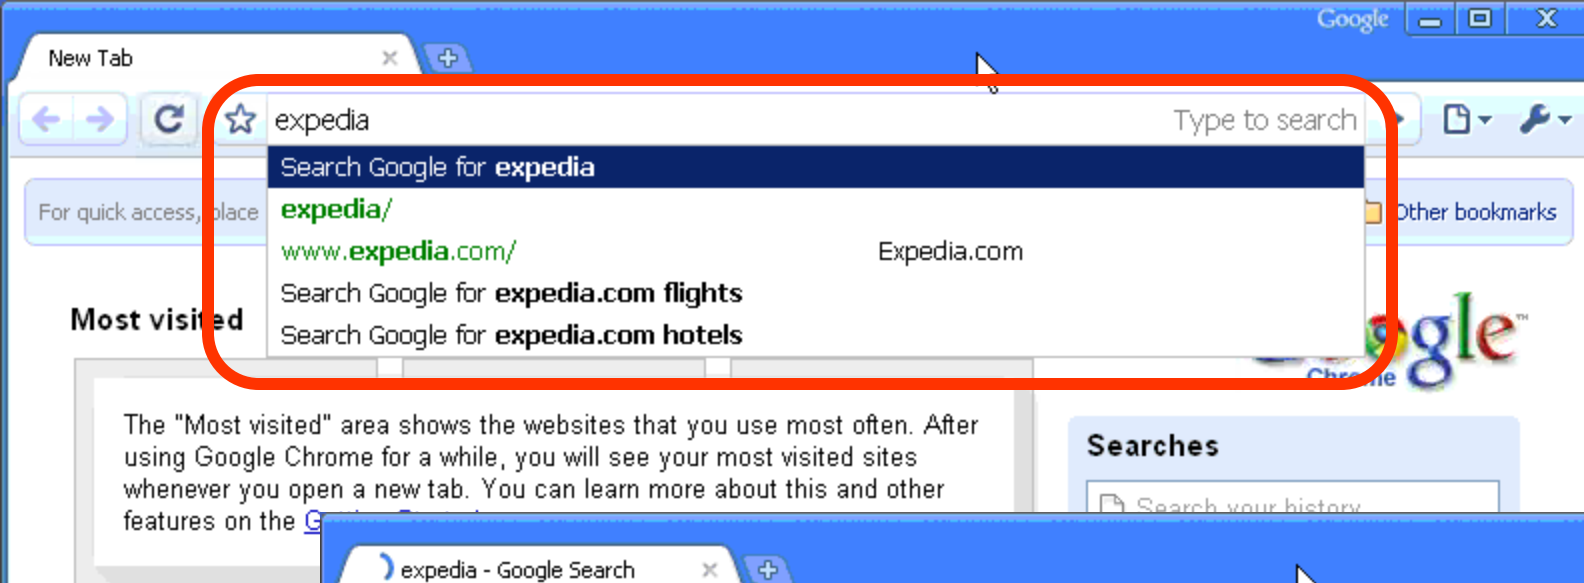 Google
New Tab
expedia
Type to search
Search Google for expedia
expedia/
www.expedia.com/ Expedia.com
Search Google for expedia.com flights
Search Google for expedia.com hotels
For quick access, place
Other bookmarks
Most visited
Google™
Chrome
The "Most visited" area shows the websites that you use most often. After
using Google Chrome for a while, you will see your most visited sites
whenever you open a new tab. You can learn more about this and other
features on the
Searches
Search your history
expedia - Google Search